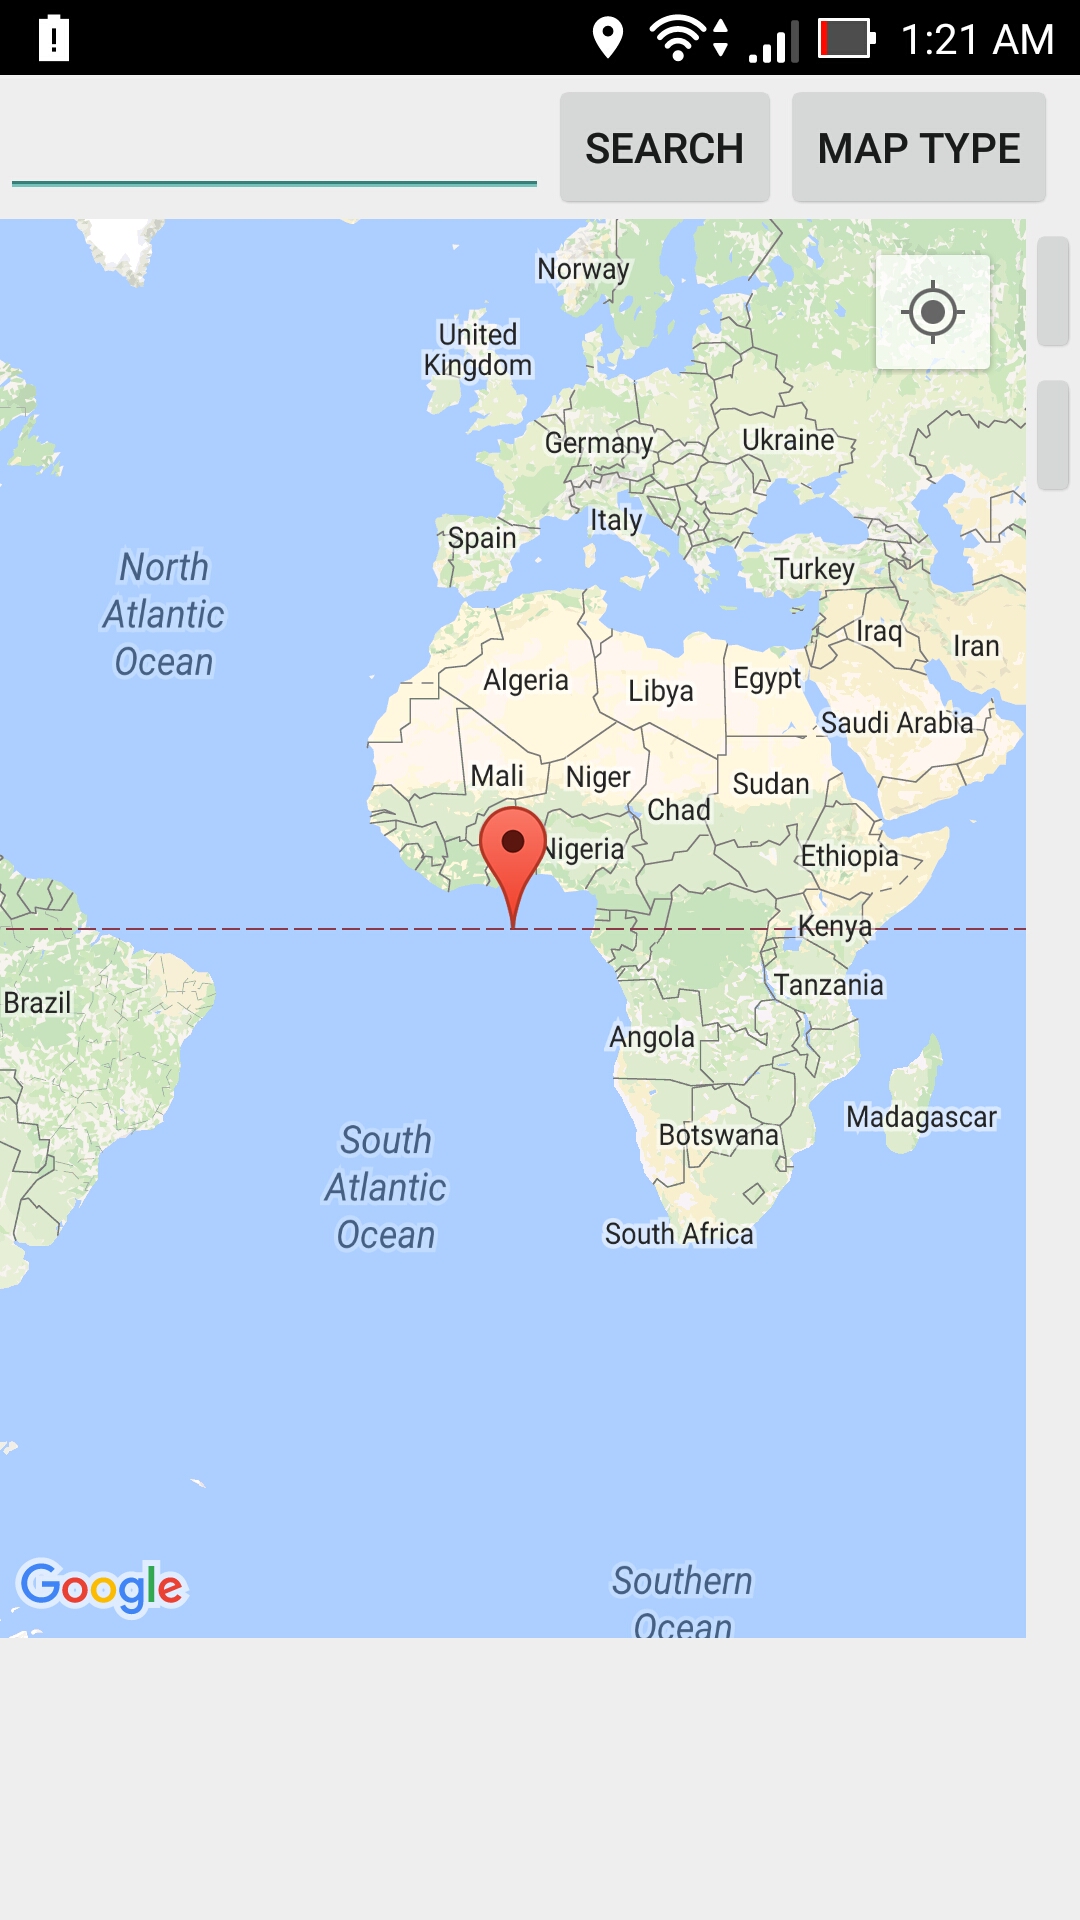 1:21 AM
SEARCH
MAP TYPE
Norway
United
Kingdom
Germany
Ukraine
Italy
Spain
Turkey
North
Atlantic
Ocean
Iraq
Iran
Algeria
Libya
Egypt
Saudi Arabia
Mali
Niger
Sudan
Chad
Nigeria
Ethiopia
Kenya
Tanzania
Brazil
Angola
Madagascar
Botswana
South
Atlantic
Ocean
South Africa
Google
Southern
Ocean